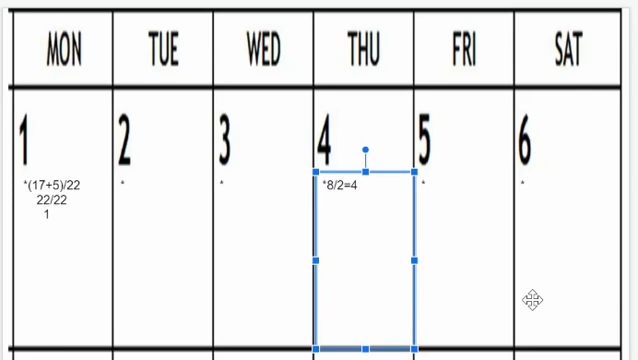 MON TUE WED THU FRI SAT
1 2 3 4 5 6
*(17+5)/22 * * *8/2=4 * *
22/22
1